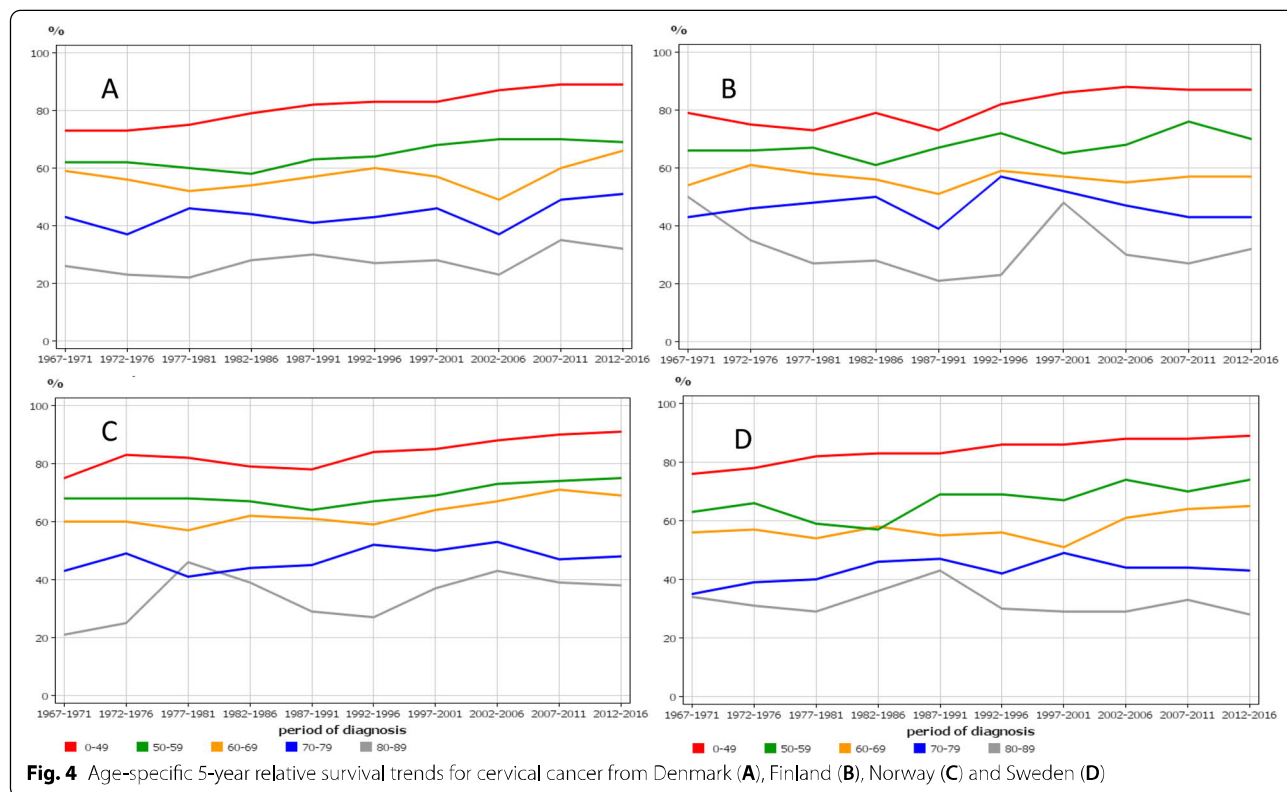 %
100
80
60
40
20
0
A
1967-1971 1972-1976 1977-1981 1982-1986 1987-1991 1992-1996 1997-2001 2002-2006 2007-2011 2012-2016
%
100
80
60
40
20
0
B
1967-1971 1972-1976 1977-1981 1982-1986 1987-1991 1992-1996 1997-2001 2002-2006 2007-2011 2012-2016
%
100
80
60
40
20
0
C
1967-1971 1972-1976 1977-1981 1982-1986 1987-1991 1992-1996 1997-2001 2002-2006 2007-2011 2012-2016
period of diagnosis
0-49 50-59 60-69 70-79 80-89
%
100
80
60
40
20
0
D
1967-1971 1972-1976 1977-1981 1982-1986 1987-1991 1992-1996 1997-2001 2002-2006 2007-2011 2012-2016
period of diagnosis
0-49 50-59 60-69 70-79 80-89
Fig. 4 Age-specific 5-year relative survival trends for cervical cancer from Denmark (A), Finland (B), Norway (C) and Sweden (D)